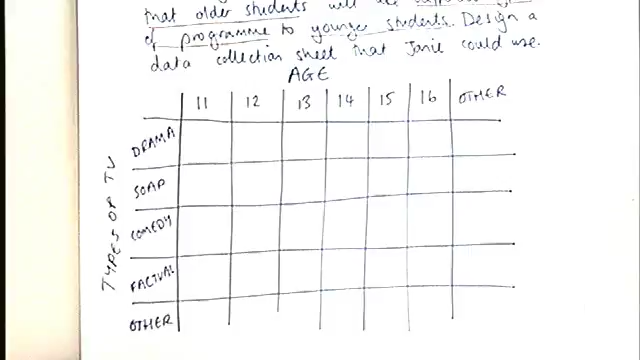 that older students will
of programme to younger students. Design a
data collection sheet that Janie could use.
AGE
11 12 13 14 15 16 OTHER
TYPES OF TV
DRAMA
SOAP
COMEDY
FACTUAL
OTHER